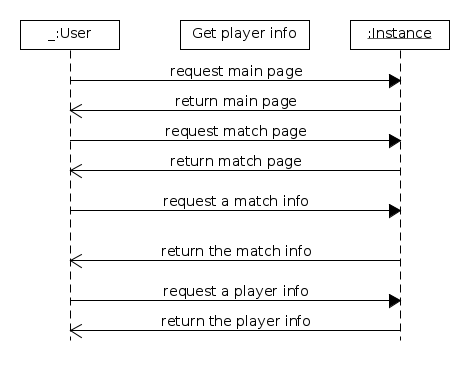 _:User
Get player info
:Instance
request main page
return main page
request match page
return match page
request a match info
return the match info
request a player info
return the player info